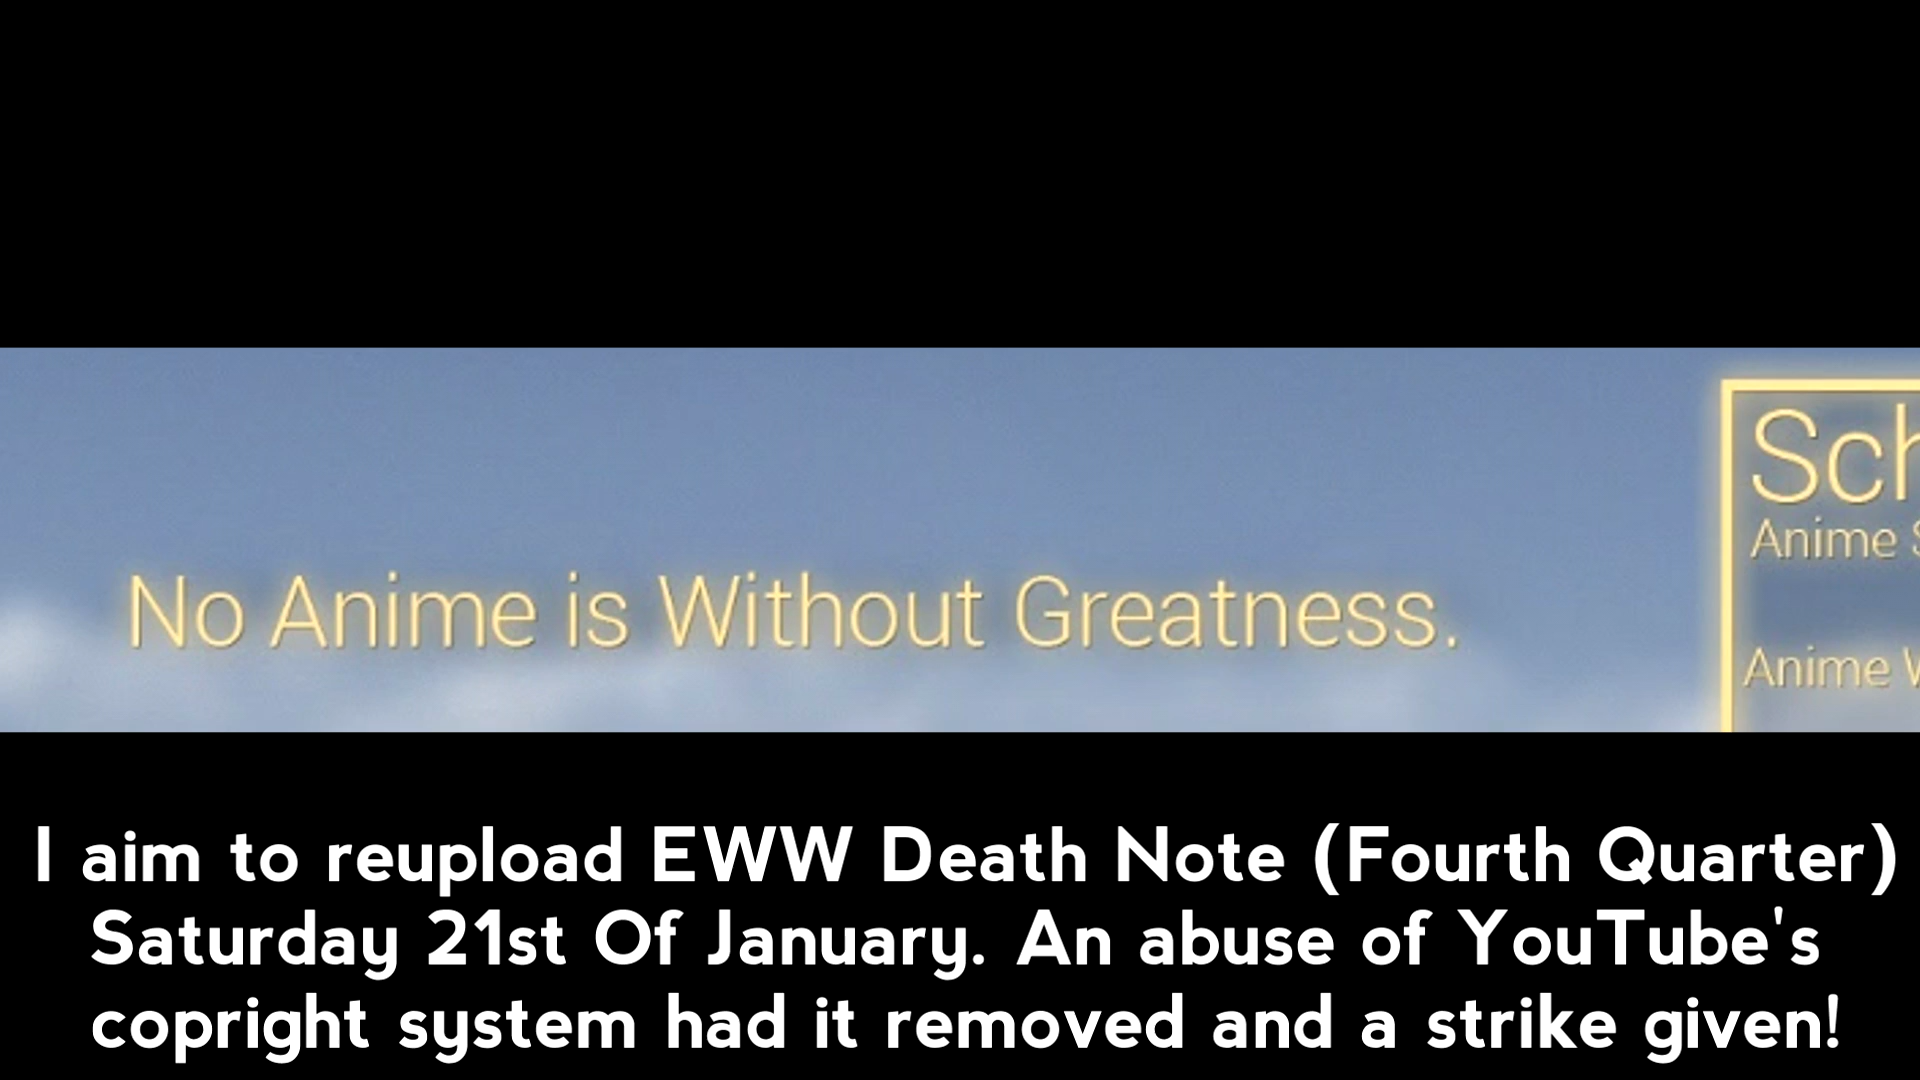 No Anime is Without Greatness.
Sch
Anime S
Anime W
I aim to reupload EWW Death Note (Fourth Quarter)
Saturday 21st Of January. An abuse of YouTube's
copright system had it removed and a strike given!